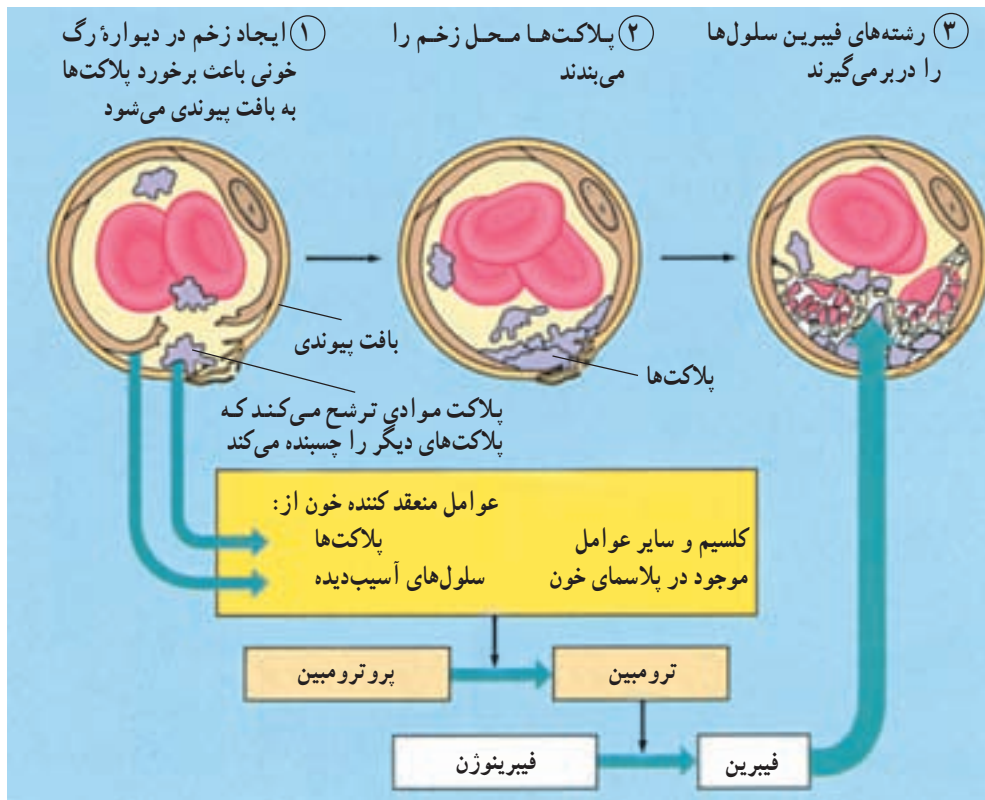 ① ایجاد زخم در دیوارهٔ رگ
خونی باعث برخورد پلاکت‌ها
به بافت پیوندی می‌شود
② پلاکت‌ها محل زخم را
می‌بندند
③ رشته‌های فیبرین سلول‌ها
را دربرمی‌گیرند
بافت پیوندی
پلاکت‌ها
پلاکت موادی ترشح می‌کند که
پلاکت‌های دیگر را چسبنده می‌کند
عوامل منعقد کننده خون از:
پلاکت‌ها
سلول‌های آسیب‌دیده
کلسیم و سایر عوامل
موجود در پلاسمای خون
پروترومبین
ترومبین
فیبرینوژن
فیبرین